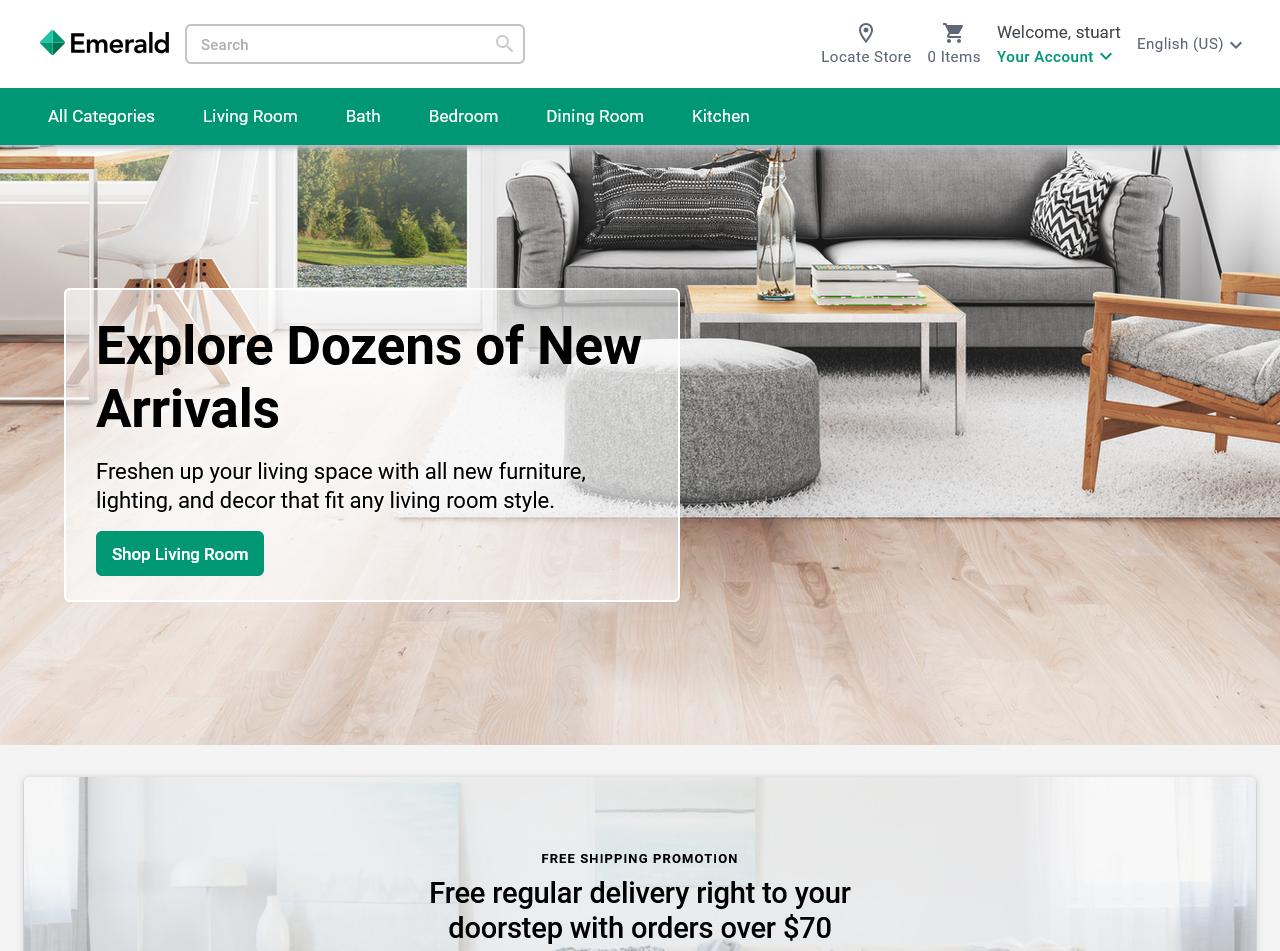 Emerald
Search
Locate Store
0 Items
Welcome, stuart
Your Account
English (US)
All Categories
Living Room
Bath
Bedroom
Dining Room
Kitchen
Explore Dozens of New
Arrivals
Freshen up your living space with all new furniture,
lighting, and decor that fit any living room style.
Shop Living Room
FREE SHIPPING PROMOTION
Free regular delivery right to your
doorstep with orders over $70